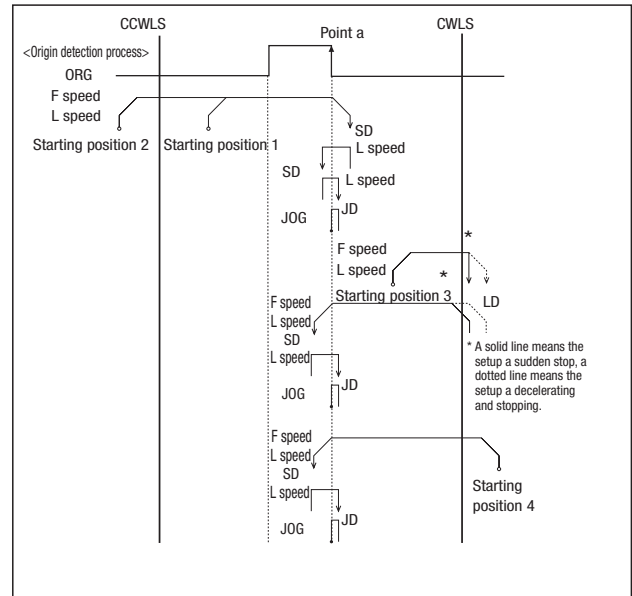 CCWLS
Point a
CWLS
<Origin detection process>
ORG
F speed
L speed
Starting position 2
Starting position 1
SD
L speed
SD
L speed
JOG
JD
F speed
*
L speed
*
Starting position 3
LD
F speed
L speed
SD
L speed
JOG
JD
* A solid line means the
setup a sudden stop, a
dotted line means the
setup a decelerating
and stopping.
F speed
L speed
SD
L speed
JOG
JD
Starting
position 4